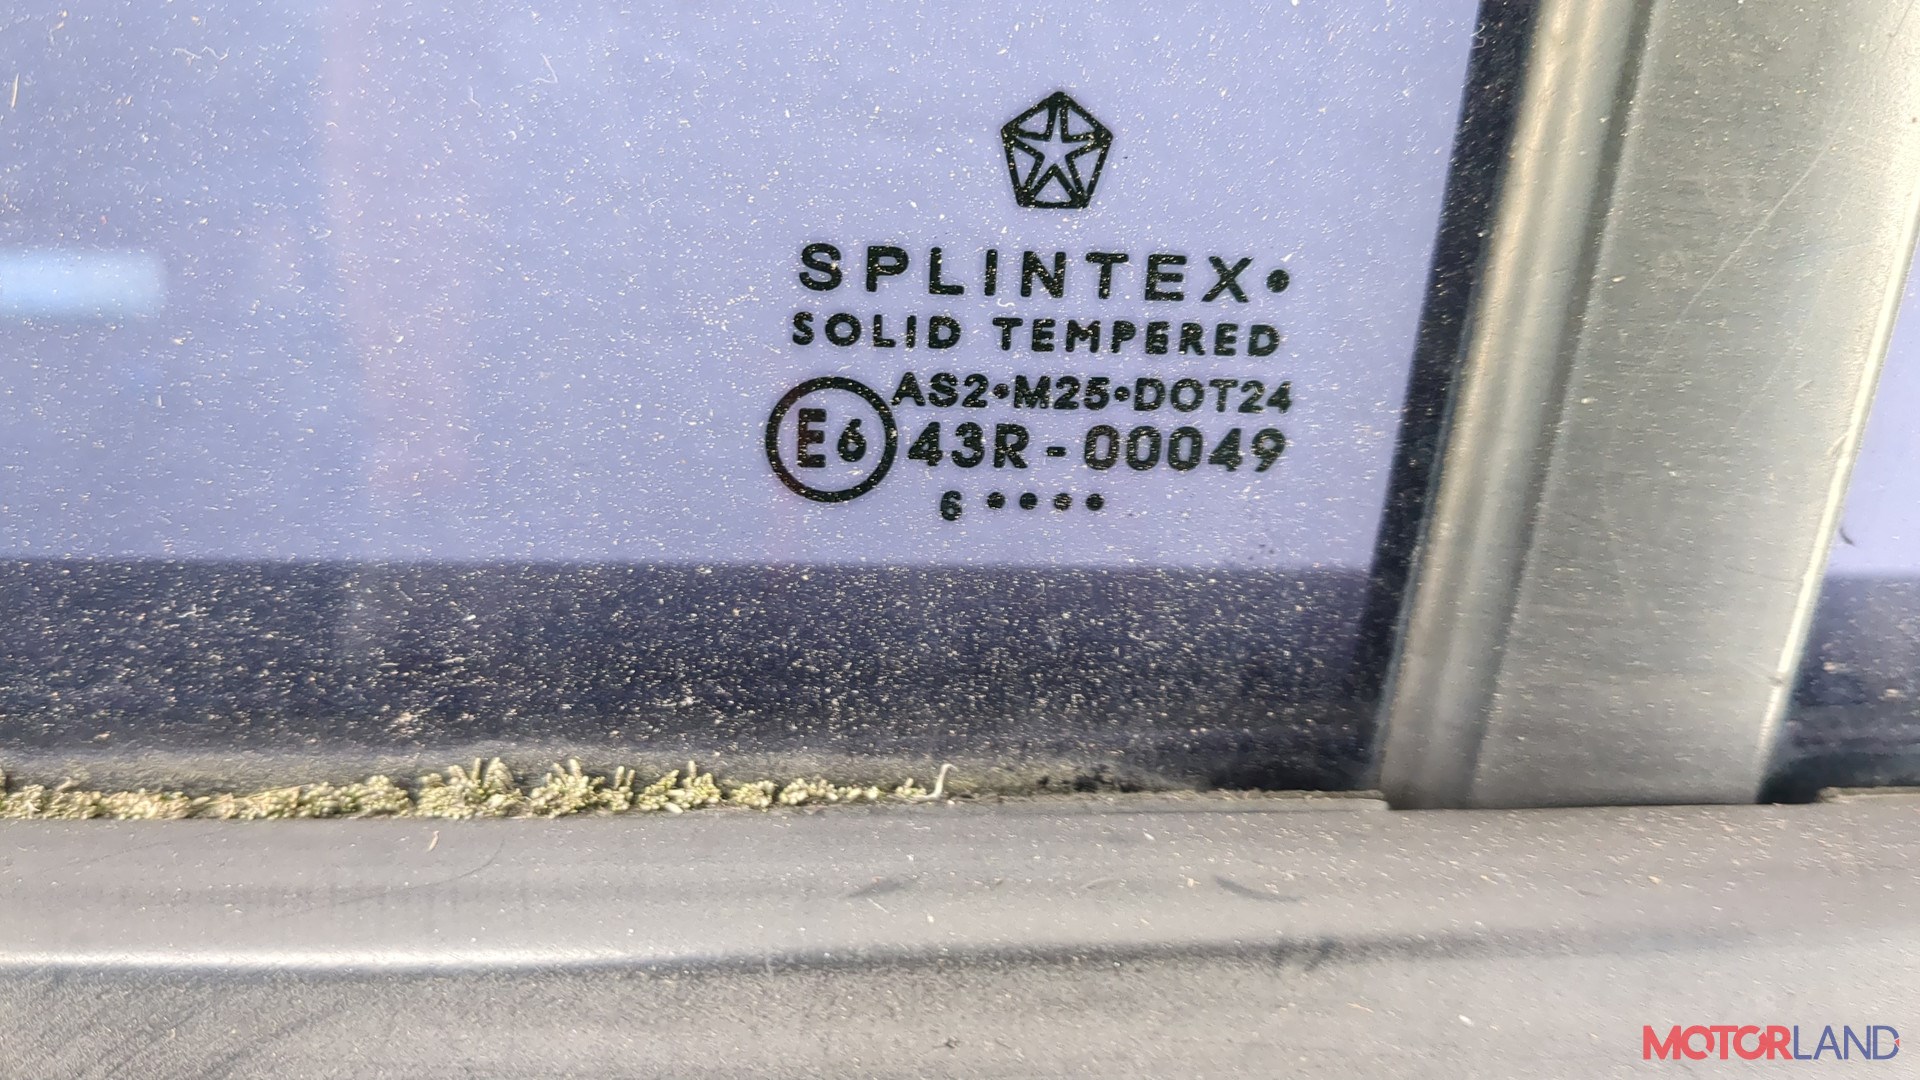 SPLINTEX•
SOLID TEMPERED
AS2•M25•DOT24
E6 43R-00049
6••••
MOTORLAND